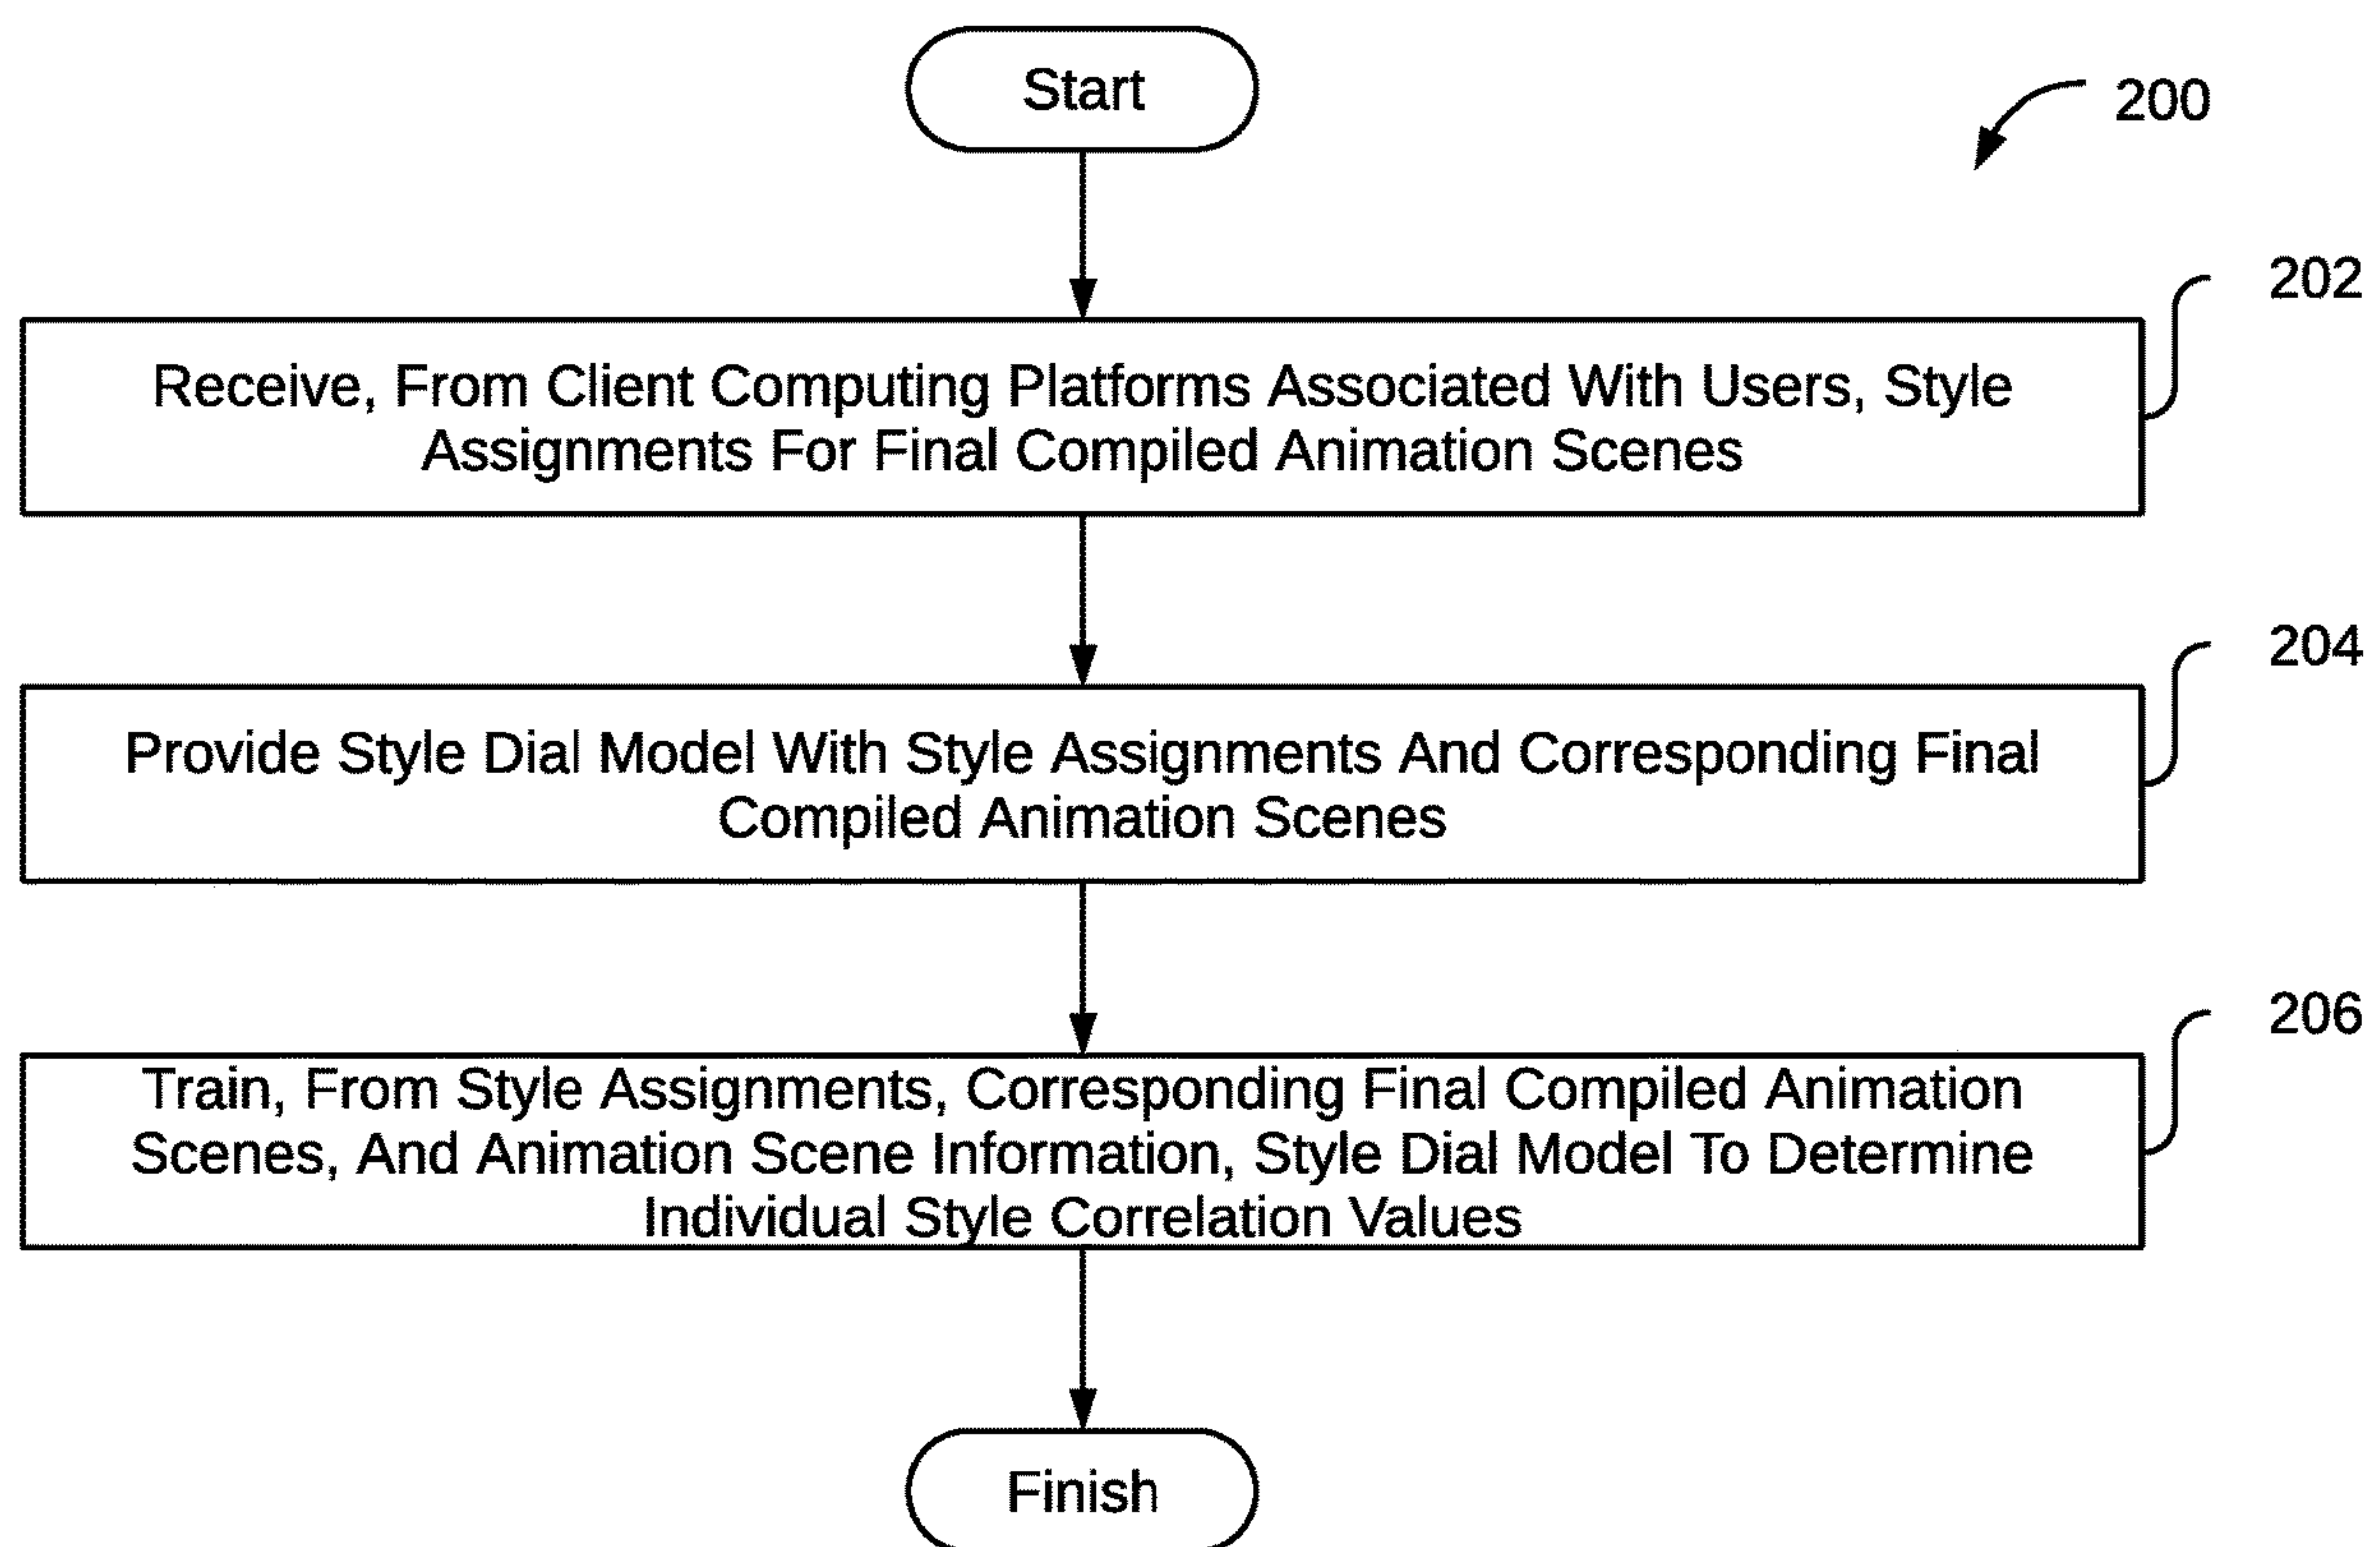 Start
200
202
Receive, From Client Computing Platforms Associated With Users, Style
Assignments For Final Compiled Animation Scenes
204
Provide Style Dial Model With Style Assignments And Corresponding Final
Compiled Animation Scenes
206
Train, From Style Assignments, Corresponding Final Compiled Animation
Scenes, And Animation Scene Information, Style Dial Model To Determine
Individual Style Correlation Values
Finish